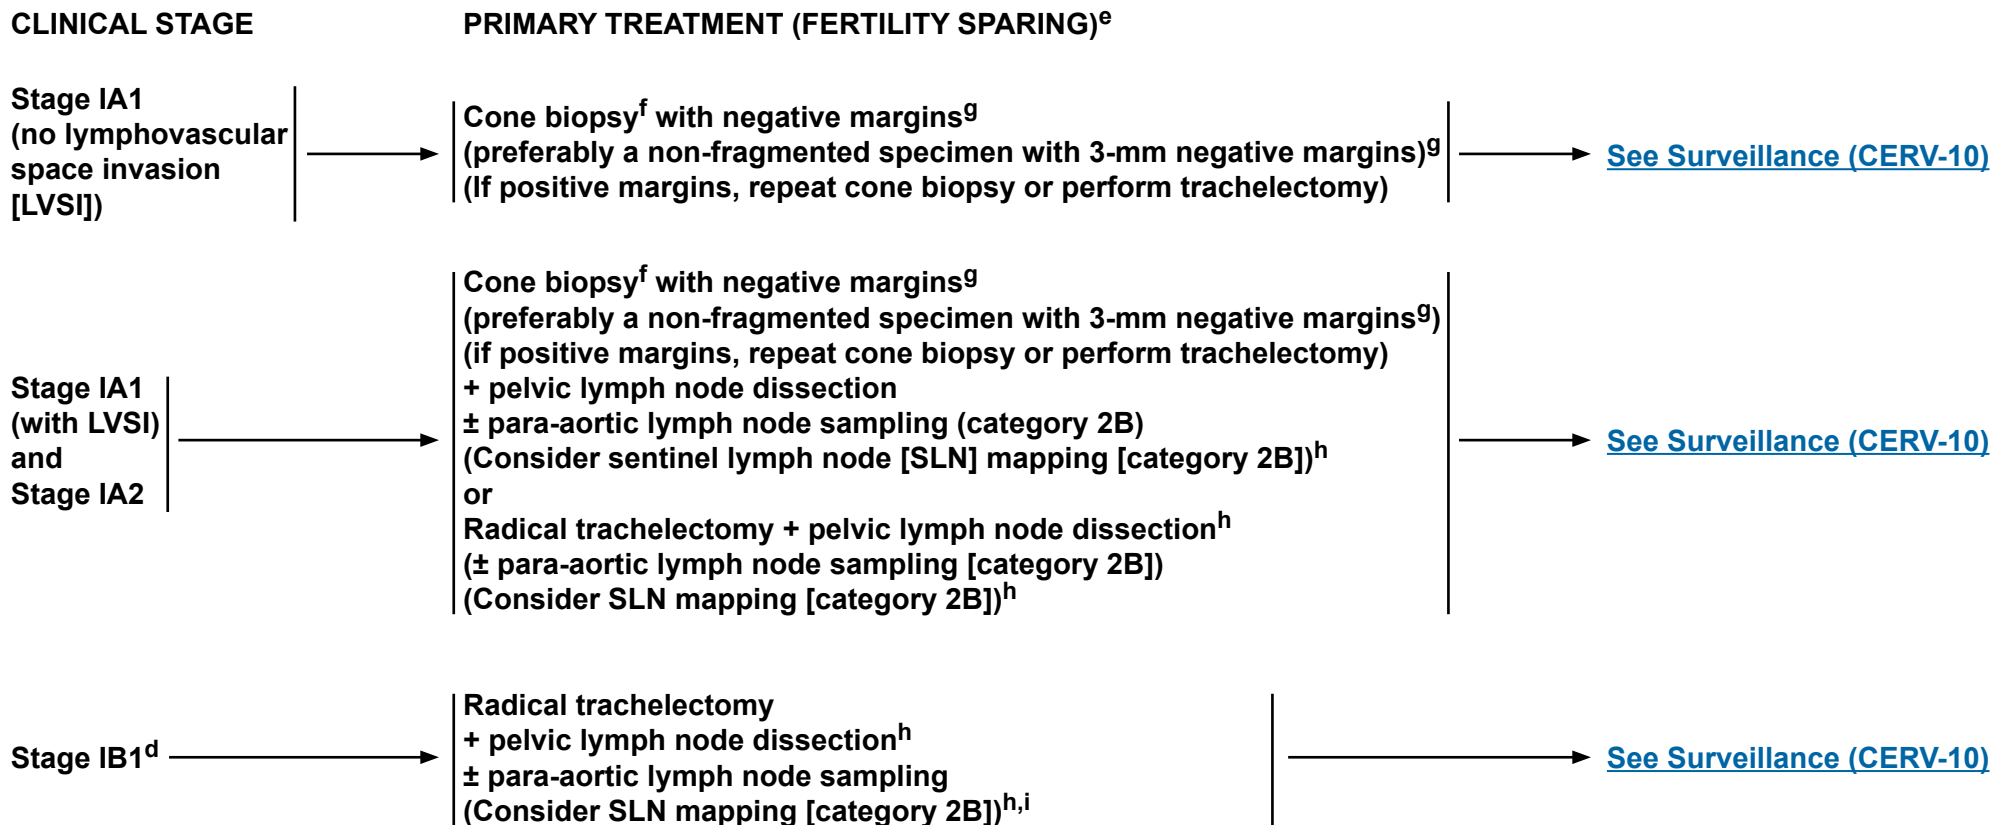 CLINICAL STAGE
PRIMARY TREATMENT (FERTILITY SPARING)e
Stage IA1
(no lymphovascular
space invasion
[LVSI])
Cone biopsyf with negative marginsg
(preferably a non-fragmented specimen with 3-mm negative margins)g
(If positive margins, repeat cone biopsy or perform trachelectomy)
See Surveillance (CERV-10)
Stage IA1
(with LVSI)
and
Stage IA2
Cone biopsyf with negative marginsg
(preferably a non-fragmented specimen with 3-mm negative marginsg)
(if positive margins, repeat cone biopsy or perform trachelectomy)
+ pelvic lymph node dissection
± para-aortic lymph node sampling (category 2B)
(Consider sentinel lymph node [SLN] mapping [category 2B])h
or
Radical trachelectomy + pelvic lymph node dissectionh
(± para-aortic lymph node sampling [category 2B])
(Consider SLN mapping [category 2B])h
See Surveillance (CERV-10)
Stage IB1d
Radical trachelectomy
+ pelvic lymph node dissectionh
± para-aortic lymph node sampling
(Consider SLN mapping [category 2B])h,i
See Surveillance (CERV-10)